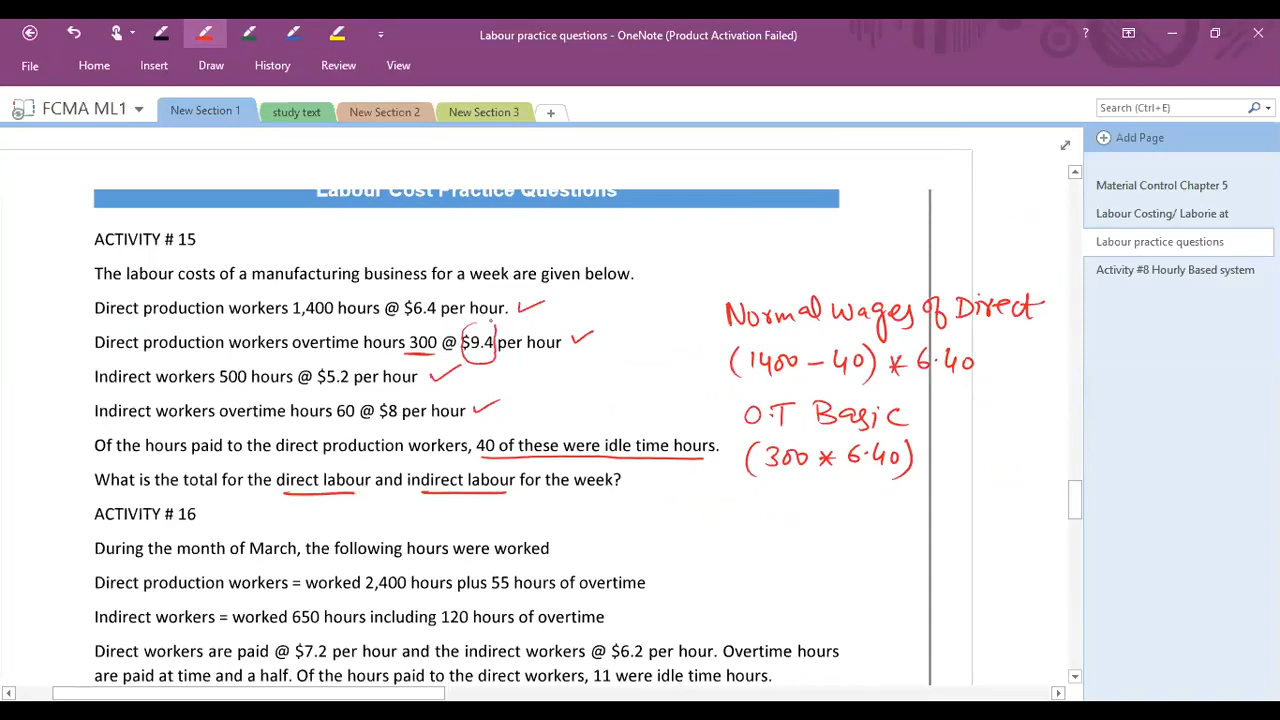 Labour practice questions - OneNote (Product Activation Failed)
File Home Insert Draw History Review View
FCMA ML1 New Section 1 study text New Section 2 New Section 3
Search (Ctrl+E)
Add Page
Material Control Chapter 5
Labour Costing/ Laborie at
Labour practice questions
Activity #8 Hourly Based system
Labour Cost Practice Questions
ACTIVITY # 15
The labour costs of a manufacturing business for a week are given below.
Direct production workers 1,400 hours @ $6.4 per hour.
Direct production workers overtime hours 300 @ $9.4 per hour
Indirect workers 500 hours @ $5.2 per hour
Indirect workers overtime hours 60 @ $8 per hour
Of the hours paid to the direct production workers, 40 of these were idle time hours.
What is the total for the direct labour and indirect labour for the week?
Normal wages of Direct
(1400 - 40) * 6.40
O.T Basic
(300 * 6.40)
ACTIVITY # 16
During the month of March, the following hours were worked
Direct production workers = worked 2,400 hours plus 55 hours of overtime
Indirect workers = worked 650 hours including 120 hours of overtime
Direct workers are paid @ $7.2 per hour and the indirect workers @ $6.2 per hour. Overtime hours
are paid at time and a half. Of the hours paid to the direct workers, 11 were idle time hours.